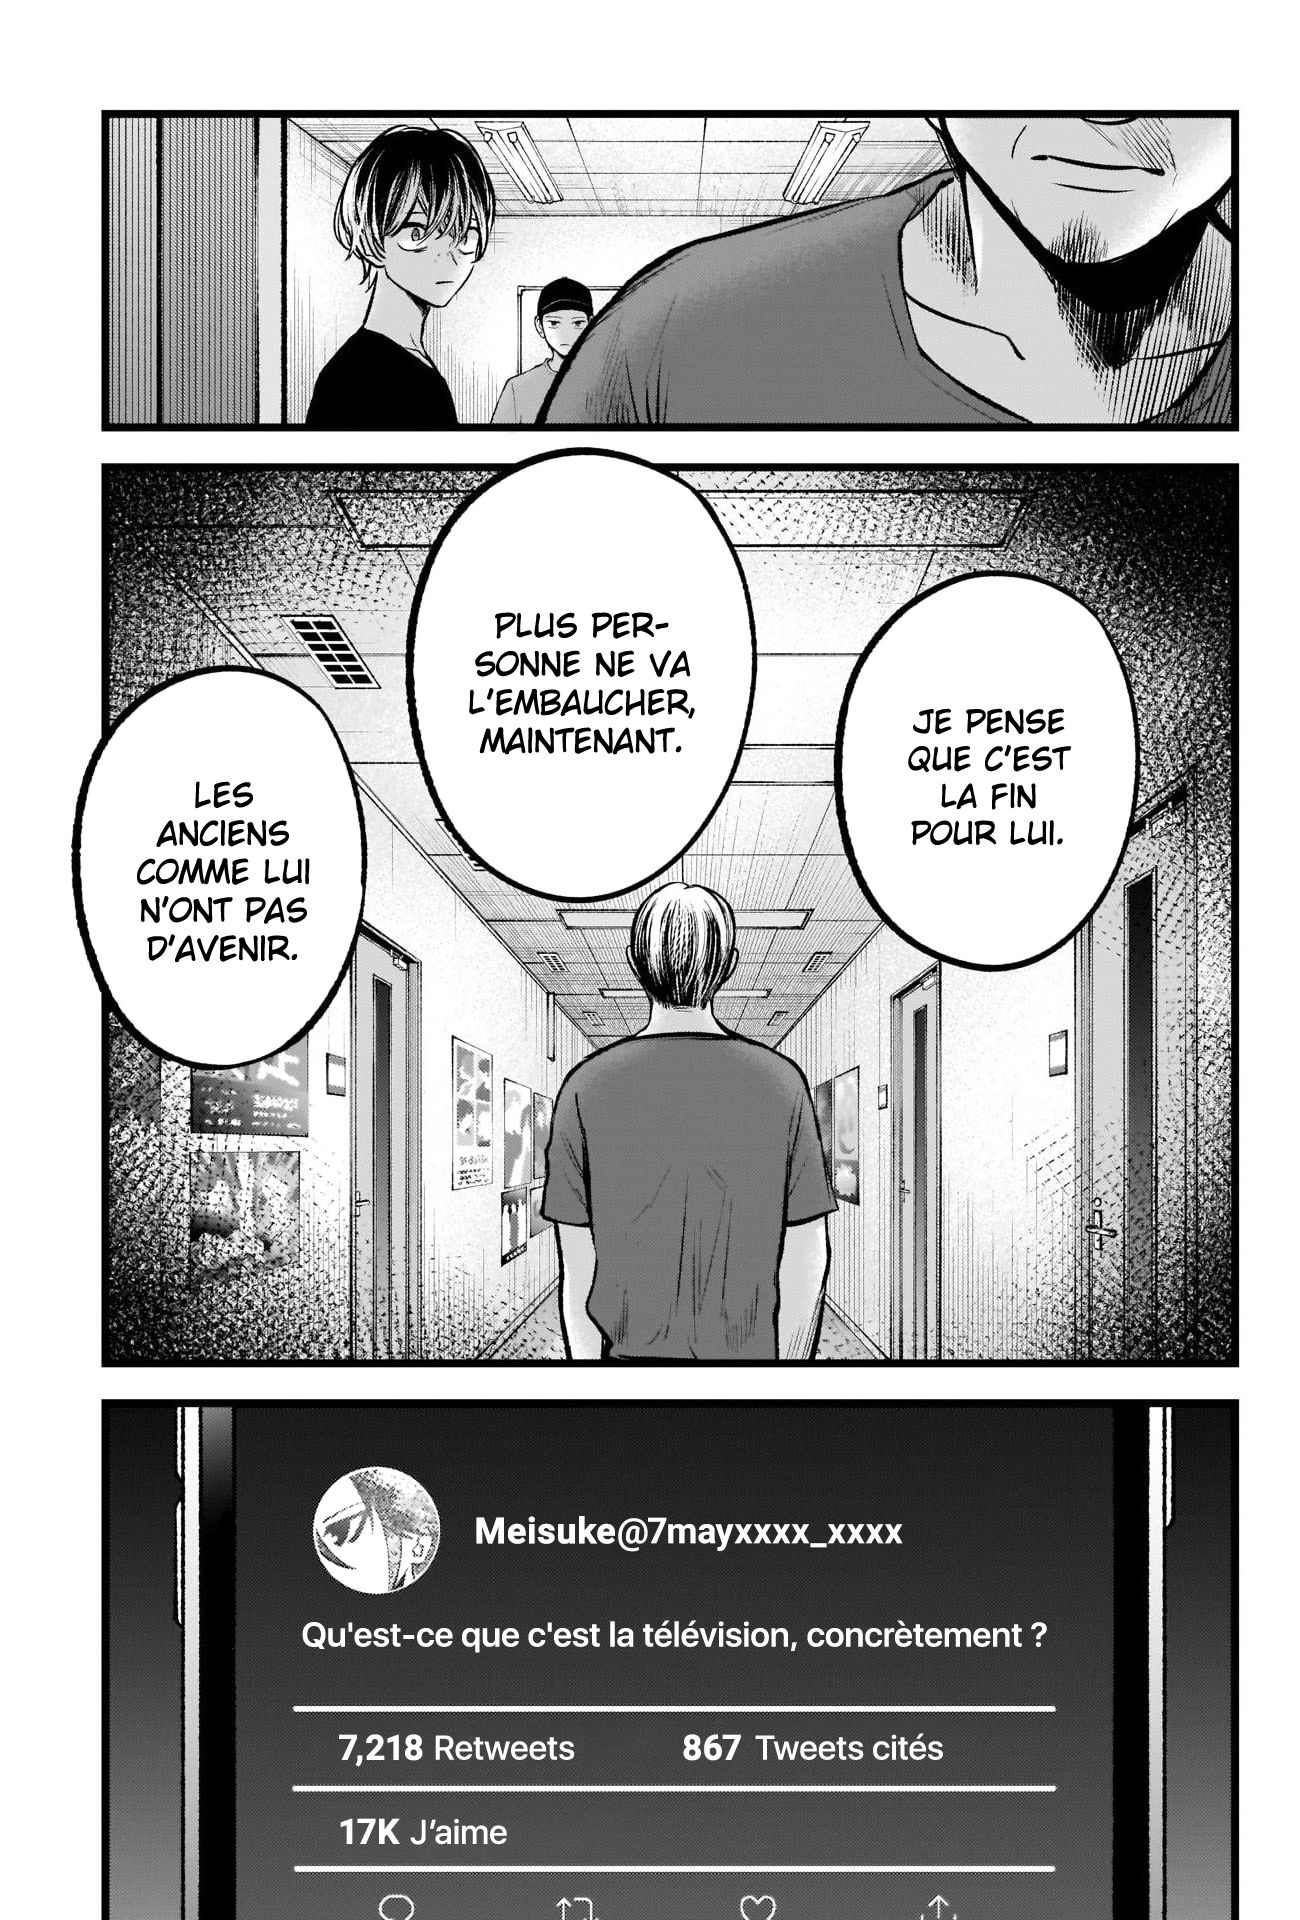 JE PENSE
QUE C'EST
LA FIN
POUR LUI.
PLUS PER-
SONNE NE VA
L'EMBAUCHER,
MAINTENANT.
LES
ANCIENS
COMME LUI
N'ONT PAS
D'AVENIR.
Meisuke@7mayxxxx_xxxx
Qu'est-ce que c'est la télévision, concrètement ?
7,218 Retweets 867 Tweets cités
17K J’aime